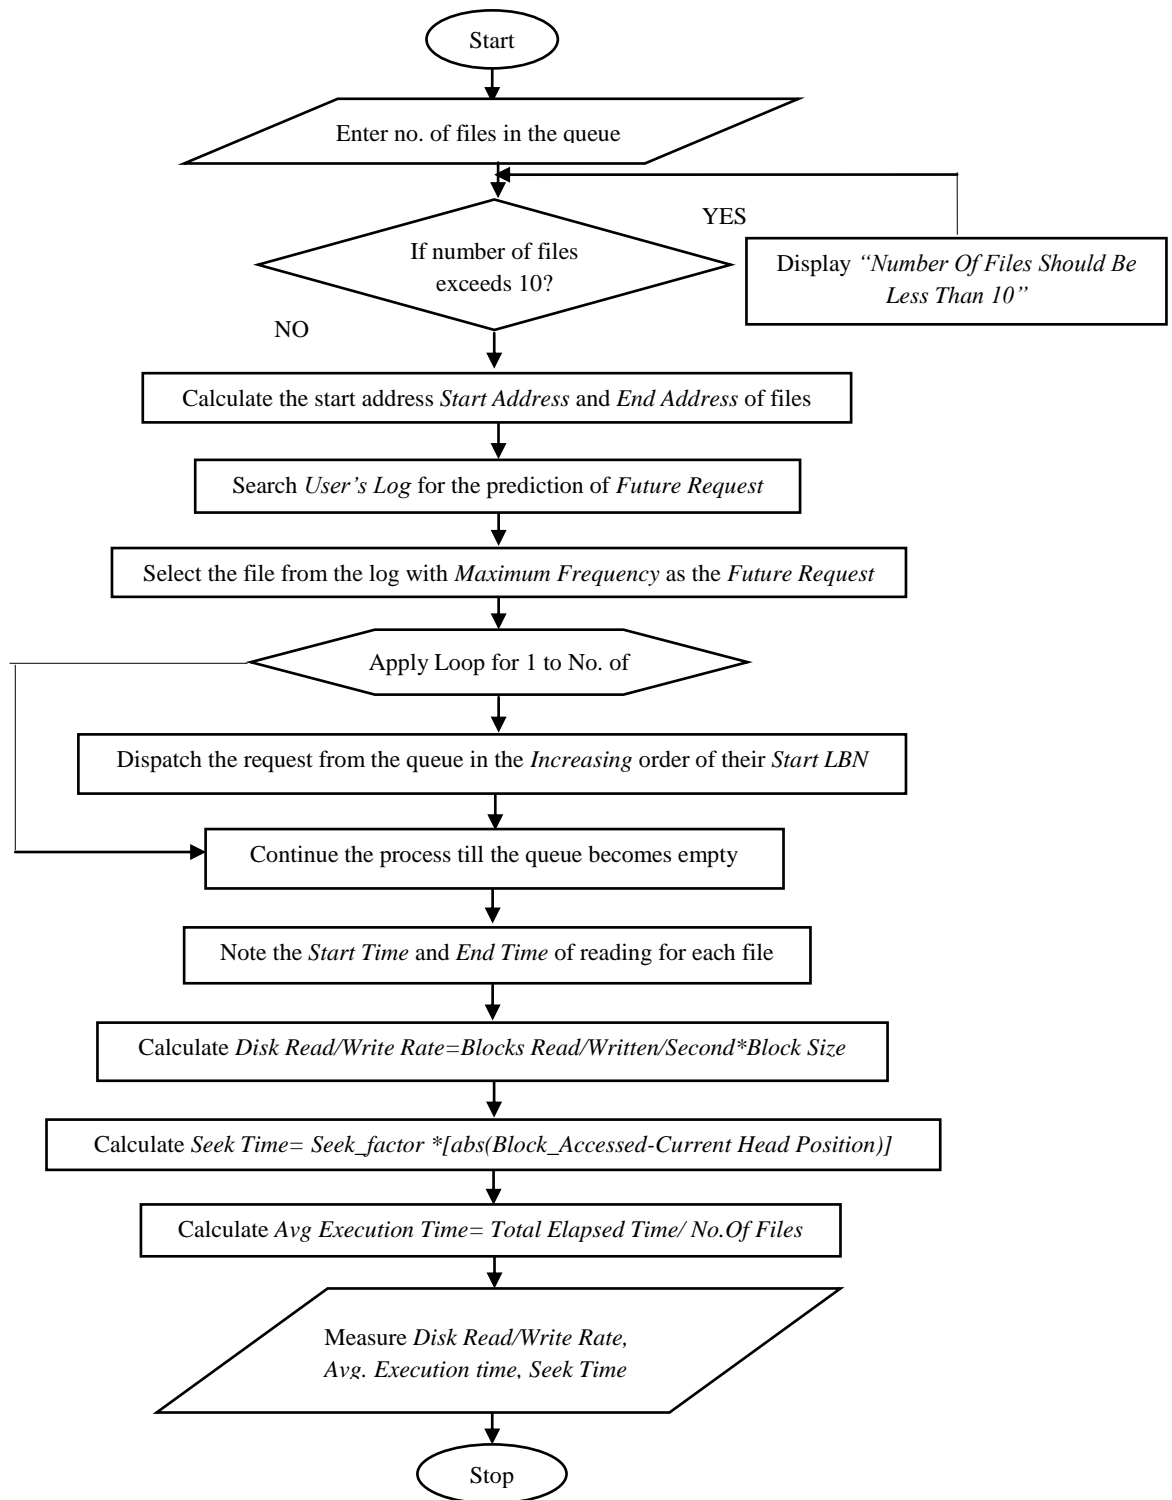 Start
Enter no. of files in the queue
YES
If number of files
exceeds 10?
Display “Number Of Files Should Be
Less Than 10”
NO
Calculate the start address Start Address and End Address of files
Search User’s Log for the prediction of Future Request
Select the file from the log with Maximum Frequency as the Future Request
Apply Loop for 1 to No. of
Dispatch the request from the queue in the Increasing order of their Start LBN
Continue the process till the queue becomes empty
Note the Start Time and End Time of reading for each file
Calculate Disk Read/Write Rate=Blocks Read/Written/Second*Block Size
Calculate Seek Time= Seek_factor *[abs(Block_Accessed-Current Head Position)]
Calculate Avg Execution Time= Total Elapsed Time/ No.Of Files
Measure Disk Read/Write Rate,
Avg. Execution time, Seek Time
Stop